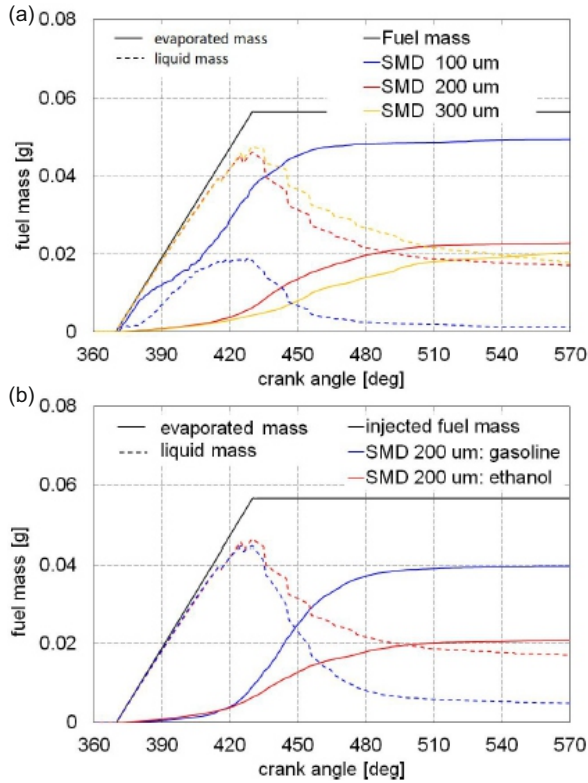 (a)
0.08
evaporated mass
liquid mass
Fuel mass
SMD 100 um
SMD 200 um
SMD 300 um
0.06
0.04
0.02
0
fuel mass [g]
360 390 420 450 480 510 540 570
crank angle [deg]
(b)
0.08
evaporated mass
liquid mass
injected fuel mass
SMD 200 um: gasoline
SMD 200 um: ethanol
0.06
0.04
0.02
0
fuel mass [g]
360 390 420 450 480 510 540 570
crank angle [deg]